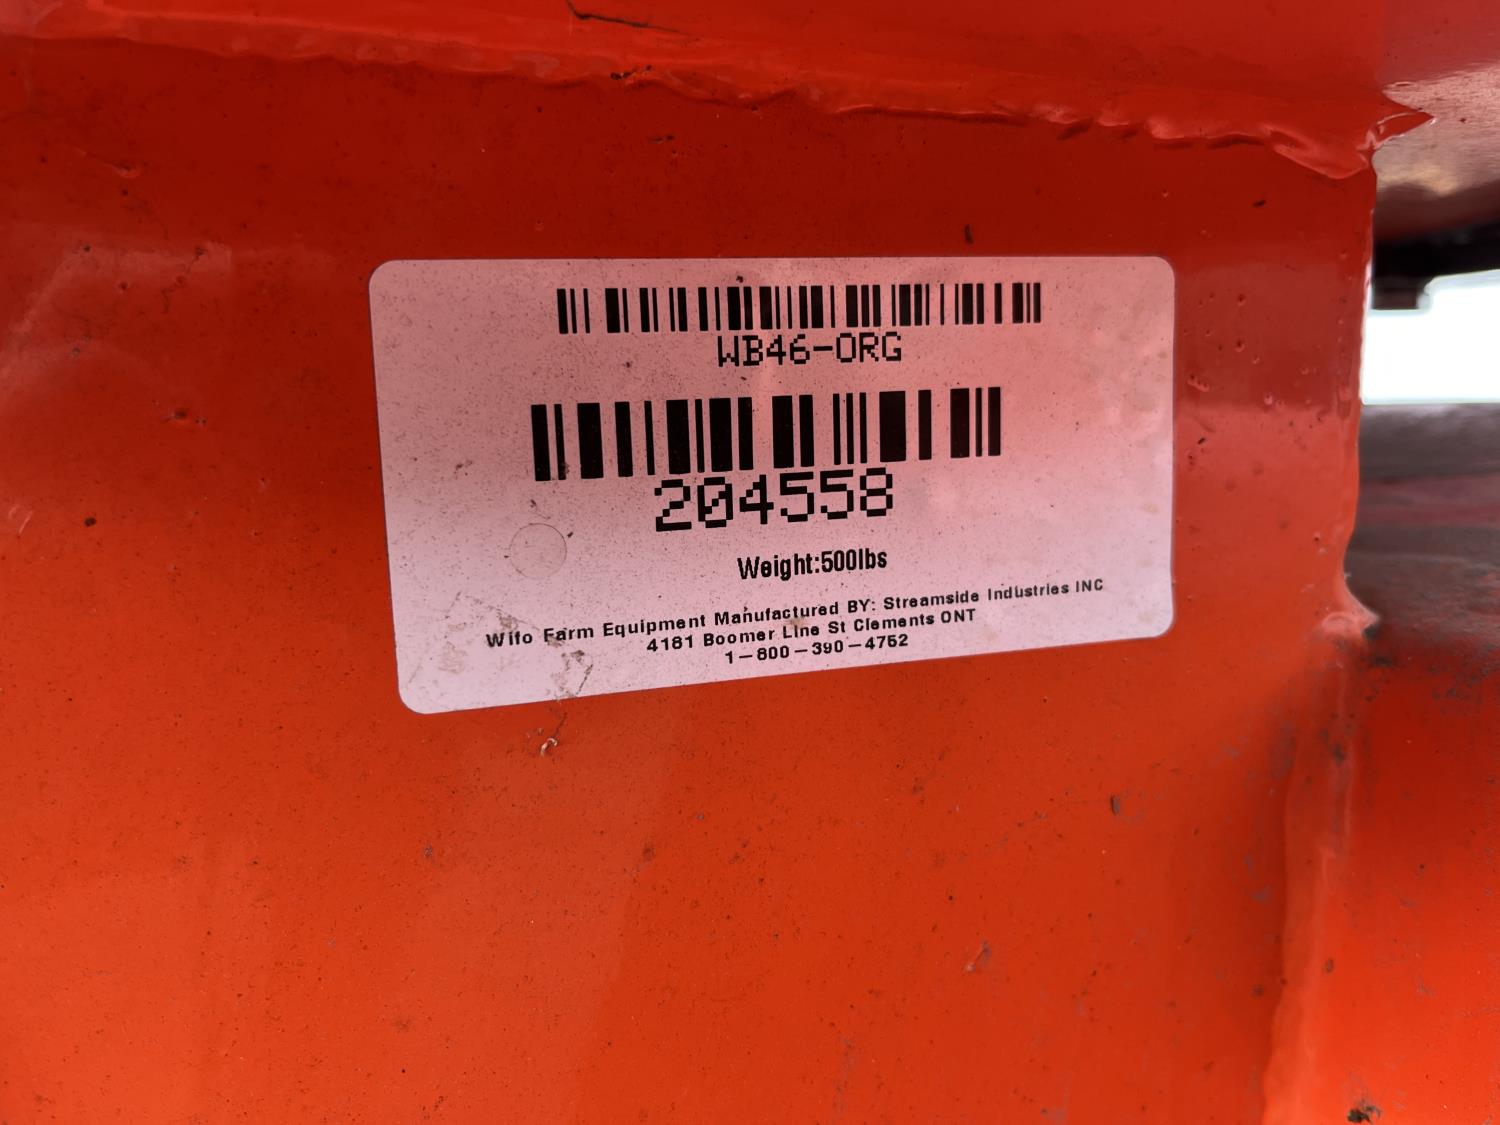 WB46-ORG
204558
Weight:500lbs
Wifo Farm Equipment Manufactured BY: Streamside Industries INC
4181 Boomer Line St Clements ONT
1-800-390-4752